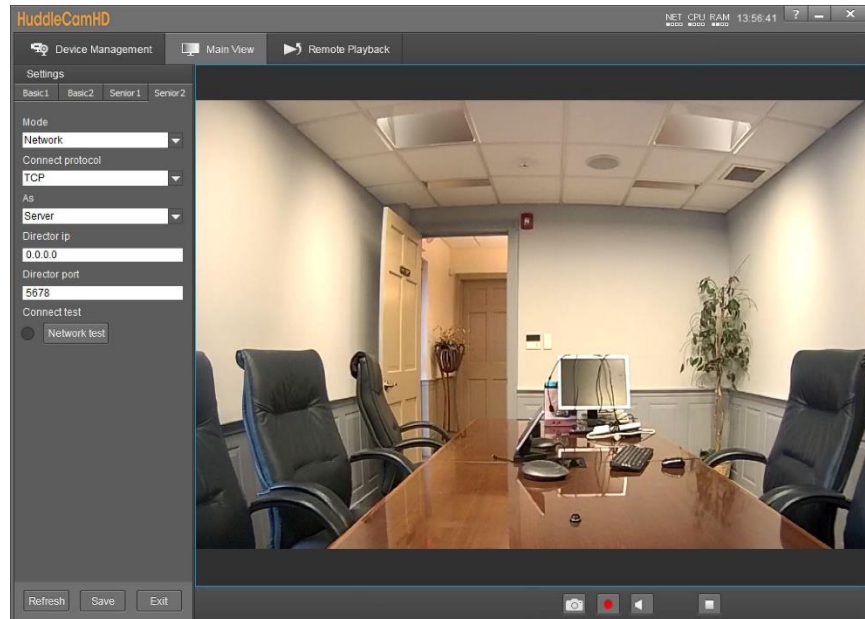 HuddleCamHD
NET CPU RAM 13:56:41 ?
Device Management Main View Remote Playback
Settings
Basic1 Basic2 Senior1 Senior2
Mode
Network
Connect protocol
TCP
As
Server
Director ip
0.0.0.0
Director port
5678
Connect test
Network test
Refresh Save Exit